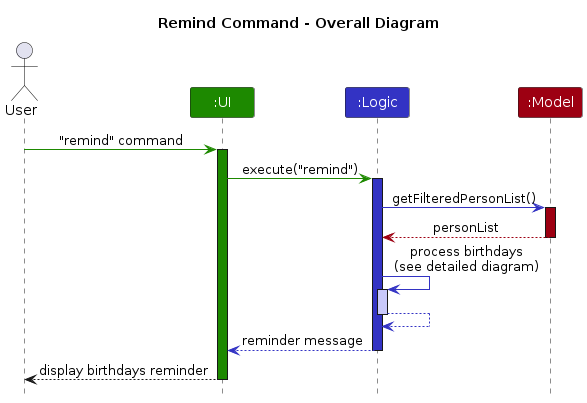 Remind Command - Overall Diagram
User
:UI
:Logic
:Model
"remind" command
execute("remind")
getFilteredPersonList()
personList
process birthdays
(see detailed diagram)
reminder message
display birthdays reminder